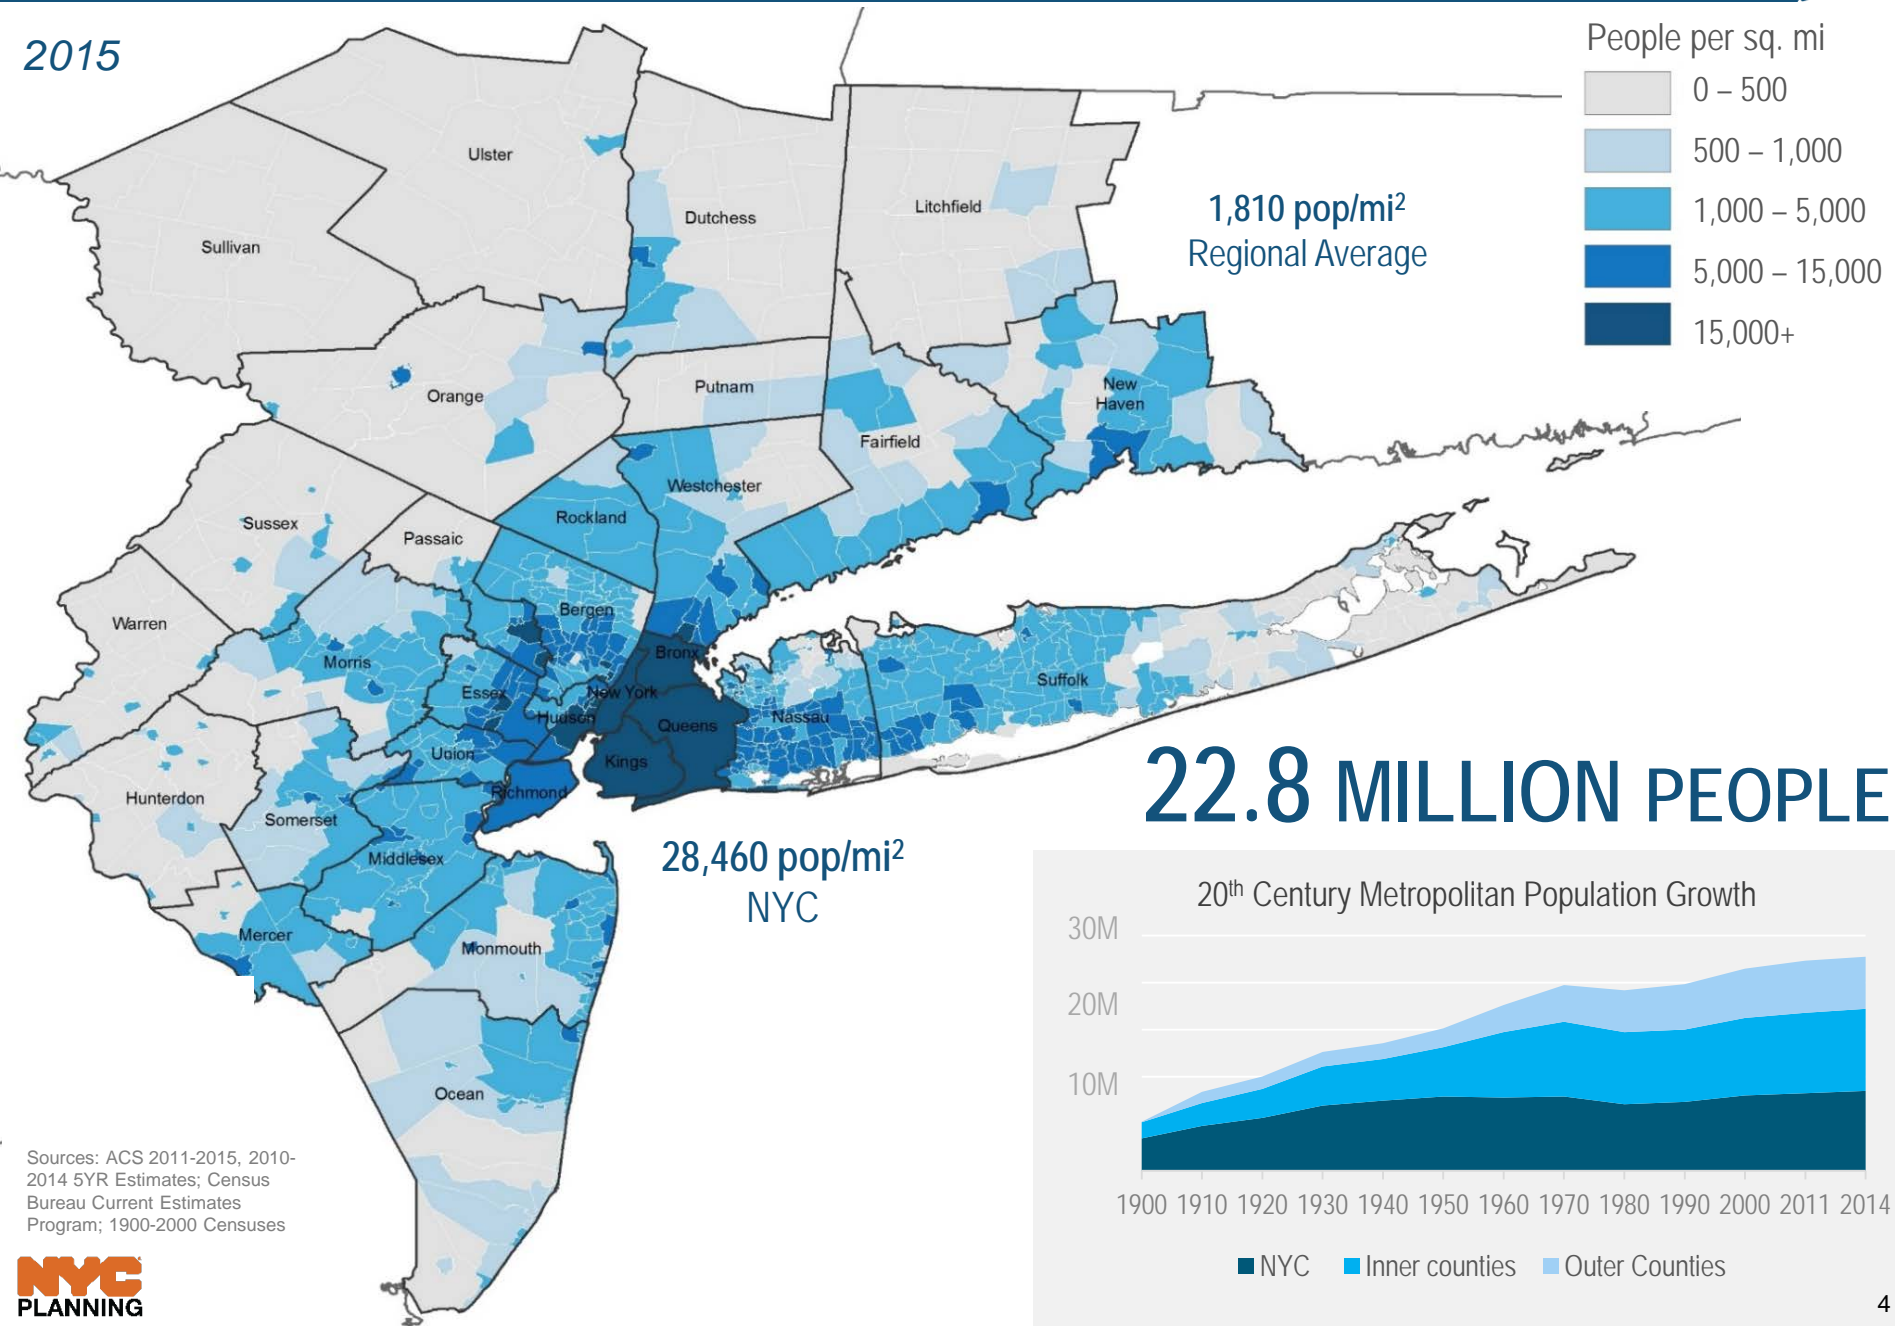 2015
People per sq. mi
0 – 500
500 – 1,000
1,000 – 5,000
5,000 – 15,000
15,000+
1,810 pop/mi²
Regional Average
Ulster
Sullivan
Dutchess
Litchfield
Orange
Putnam
New
Haven
Fairfield
Westchester
Rockland
Sussex
Passaic
Warren
Bergen
Morris
Bronx
Essex
New York
Hudson
Queens
Nassau
Suffolk
Union
Kings
Richmond
Hunterdon
Somerset
Middlesex
Mercer
Monmouth
Ocean
28,460 pop/mi²
NYC
22.8 MILLION PEOPLE
20th Century Metropolitan Population Growth
30M
20M
10M
1900 1910 1920 1930 1940 1950 1960 1970 1980 1990 2000 2011 2014
NYC Inner counties Outer Counties
Sources: ACS 2011-2015, 2010-
2014 5YR Estimates; Census
Bureau Current Estimates
Program; 1900-2000 Censuses
NYC
PLANNING
4